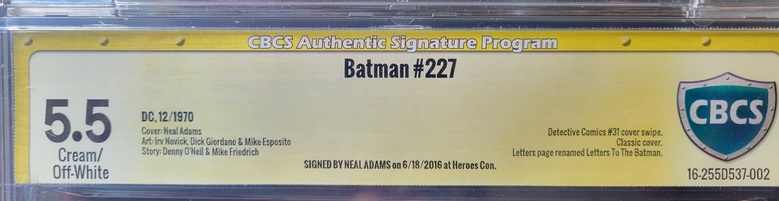 CBCS Authentic Signature Program
Batman #227
5.5
Cream/
Off-White
DC, 12/1970
Cover: Neal Adams
Art: Irv Novick, Dick Giordano & Mike Esposito
Story: Denny O'Neil & Mike Friedrich
SIGNED BY NEAL ADAMS on 6/18/2016 at Heroes Con.
Detective Comics #31 cover swipe.
Classic cover.
Letters page renamed Letters To The Batman.
CBCS
16-255D537-002